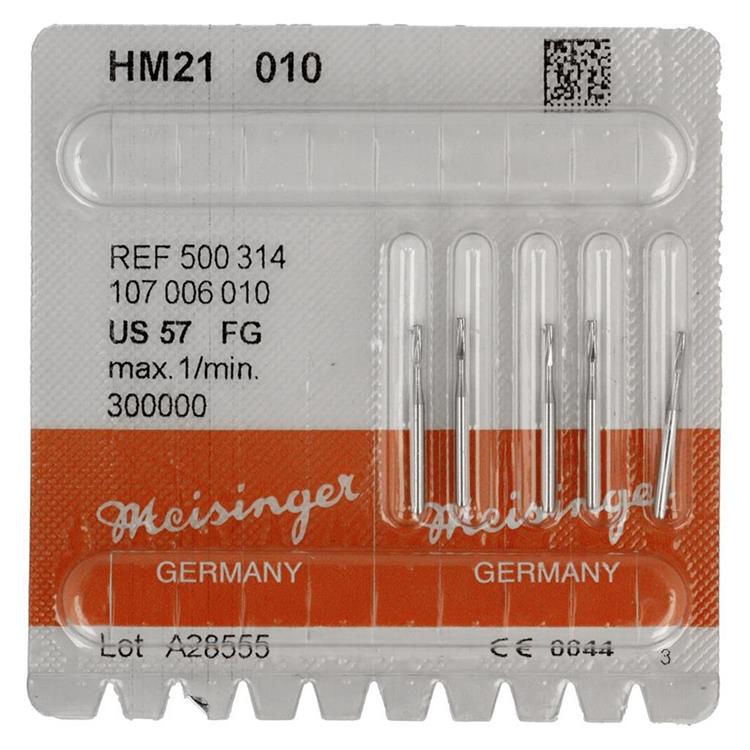 HM21 010
REF 500 314
107 006 010
US 57 FG
max. 1/min.
300000
Meisinger Meisinger
GERMANY GERMANY
Lot A28555 CE 0044 3